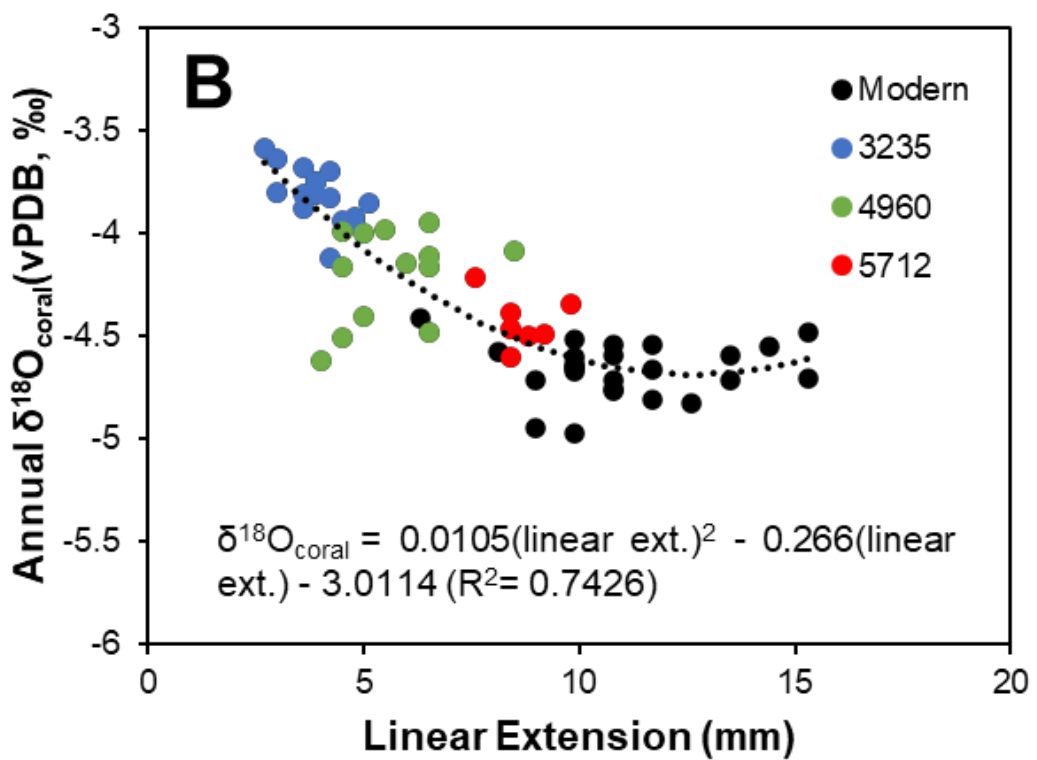 B
Annual δ¹⁸O_coral(vPDB, ‰)
-3
-3.5
-4
-4.5
-5
-5.5
-6
Modern
3235
4960
5712
δ¹⁸O_coral = 0.0105(linear ext.)² - 0.266(linear
ext.) - 3.0114 (R²= 0.7426)
0
5
10
15
20
Linear Extension (mm)